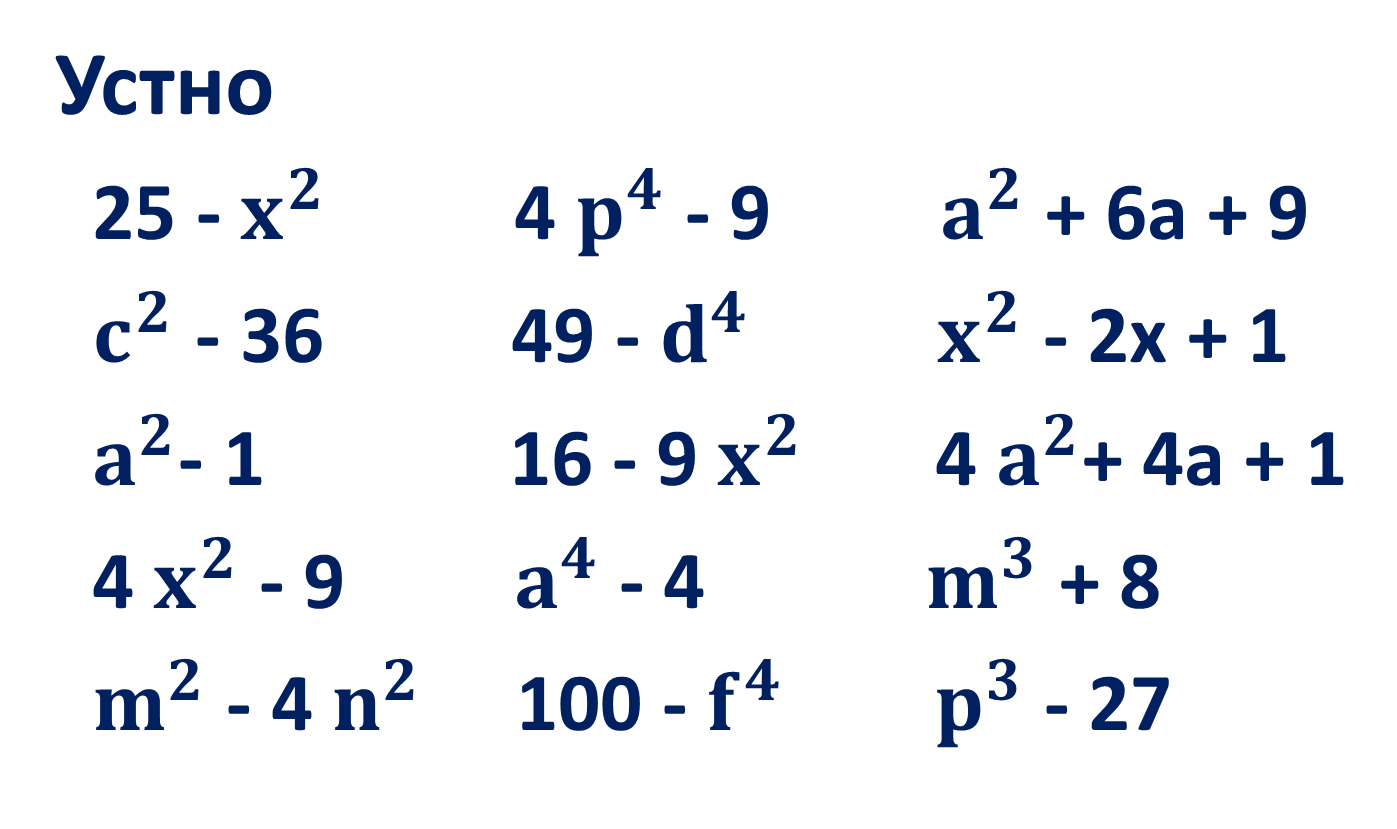 Устно
25 - x² 4 p⁴ - 9 a² + 6a + 9
c² - 36 49 - d⁴ x² - 2x + 1
a² - 1 16 - 9 x² 4 a² + 4a + 1
4 x² - 9 a⁴ - 4 m³ + 8
m² - 4 n² 100 - f⁴ p³ - 27